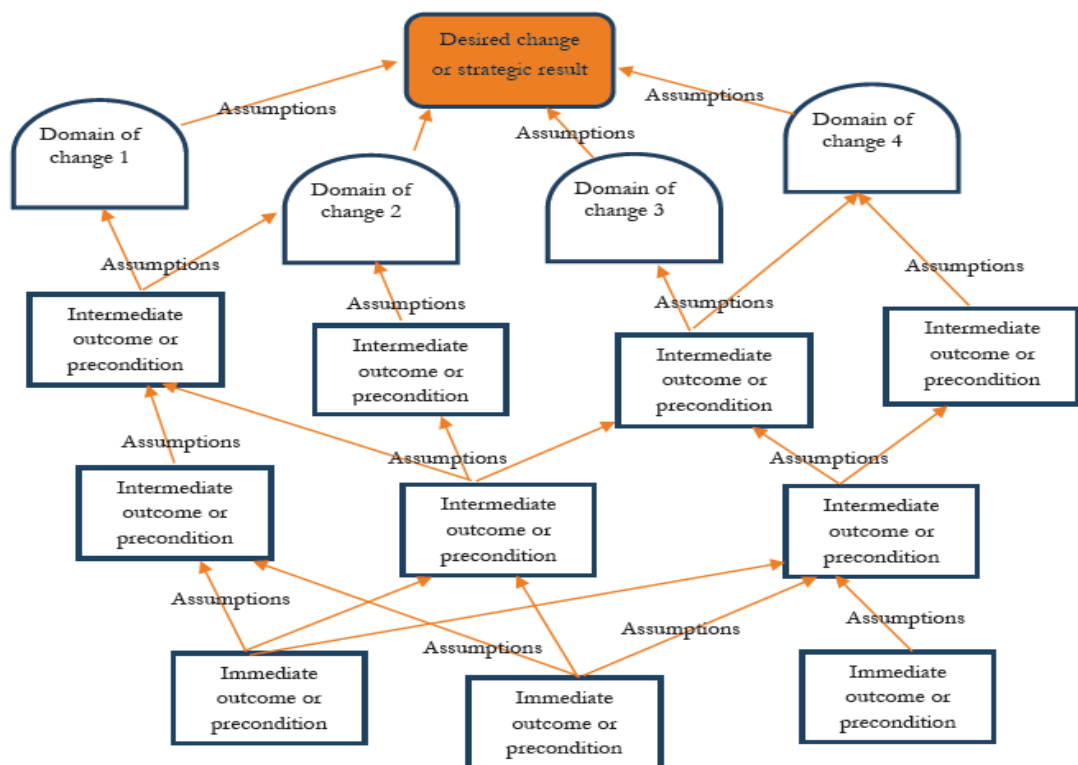 Desired change
or strategic result
Assumptions
Assumptions
Assumptions
Domain of
change 1
Domain of
change 2
Domain of
change 3
Domain of
change 4
Assumptions
Assumptions
Assumptions
Assumptions
Intermediate
outcome or
precondition
Intermediate
outcome or
precondition
Intermediate
outcome or
precondition
Intermediate
outcome or
precondition
Assumptions
Assumptions
Assumptions
Intermediate
outcome or
precondition
Intermediate
outcome or
precondition
Intermediate
outcome or
precondition
Assumptions
Assumptions
Assumptions
Immediate
outcome or
precondition
Immediate
outcome or
precondition
Immediate
outcome or
precondition